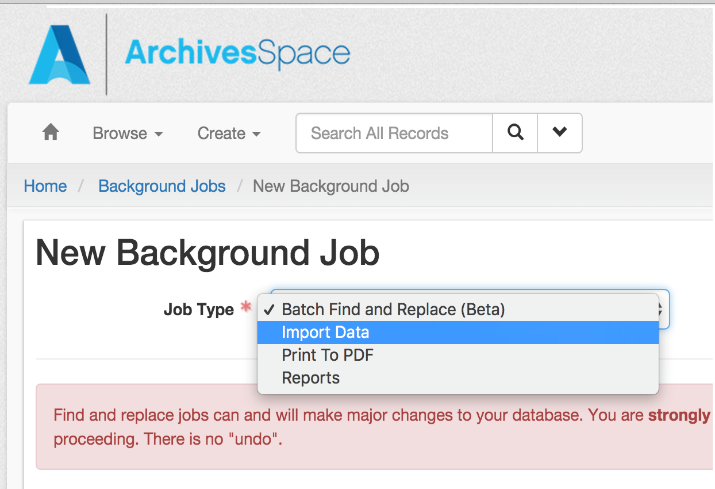 ArchivesSpace
Browse Create Search All Records
Home / Background Jobs / New Background Job
New Background Job
Job Type * ✓ Batch Find and Replace (Beta)
Import Data
Print To PDF
Reports
Find and replace jobs can and will make major changes to your database. You are strongly
proceeding. There is no "undo".